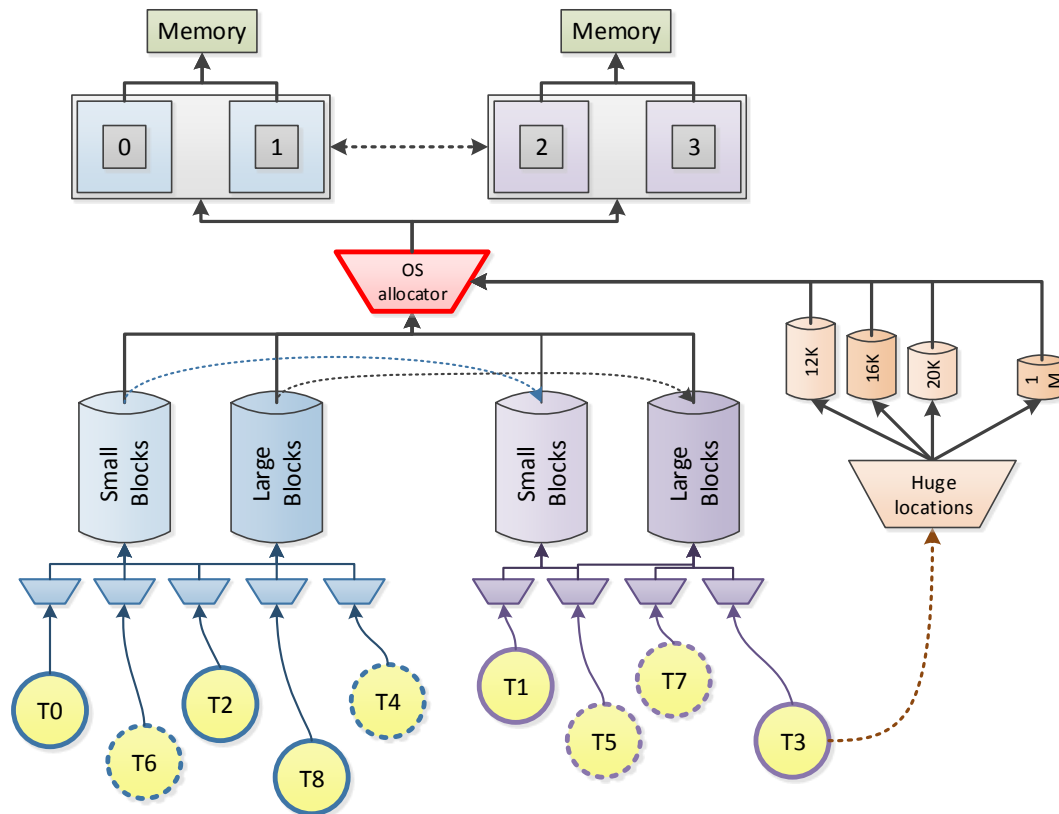 Memory
Memory
0
1
2
3
OS
allocator
12K
16K
20K
1
M
Small
Blocks
Large
Blocks
Small
Blocks
Large
Blocks
Huge
locations
T0
T6
T2
T8
T4
T1
T5
T7
T3